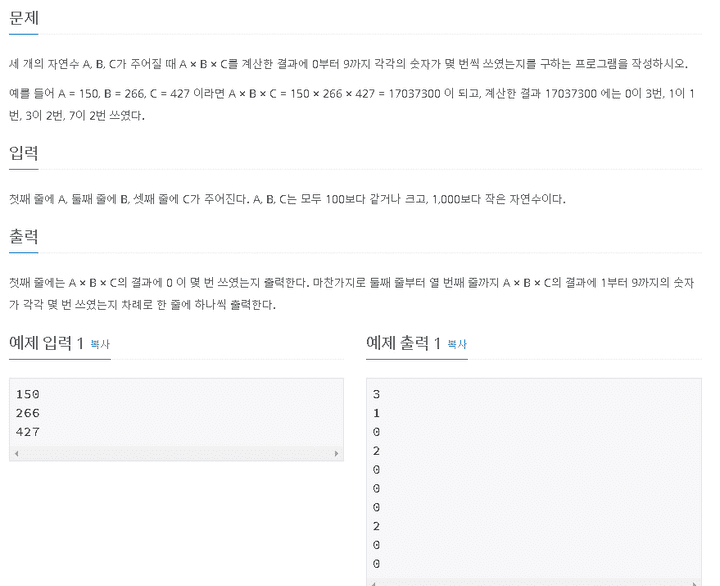 문제
세 개의 자연수 A, B, C가 주어질 때 A × B × C를 계산한 결과에 0부터 9까지 각각의 숫자가 몇 번씩 쓰였는지를 구하는 프로그램을 작성하시오.
예를 들어 A = 150, B = 266, C = 427 이라면 A × B × C = 150 × 266 × 427 = 17037300 이 되고, 계산한 결과 17037300 에는 0이 3번, 1이 1
번, 3이 2번, 7이 2번 쓰였다.
입력
첫째 줄에 A, 둘째 줄에 B, 셋째 줄에 C가 주어진다. A, B, C는 모두 100보다 같거나 크고, 1,000보다 작은 자연수이다.
출력
첫째 줄에는 A × B × C의 결과에 0 이 몇 번 쓰였는지 출력한다. 마찬가지로 둘째 줄부터 열 번째 줄까지 A × B × C의 결과에 1부터 9까지의 숫자
가 각각 몇 번 쓰였는지 차례로 한 줄에 하나씩 출력한다.
예제 입력 1 복사
150
266
427
예제 출력 1 복사
3
1
0
2
0
0
0
2
0
0